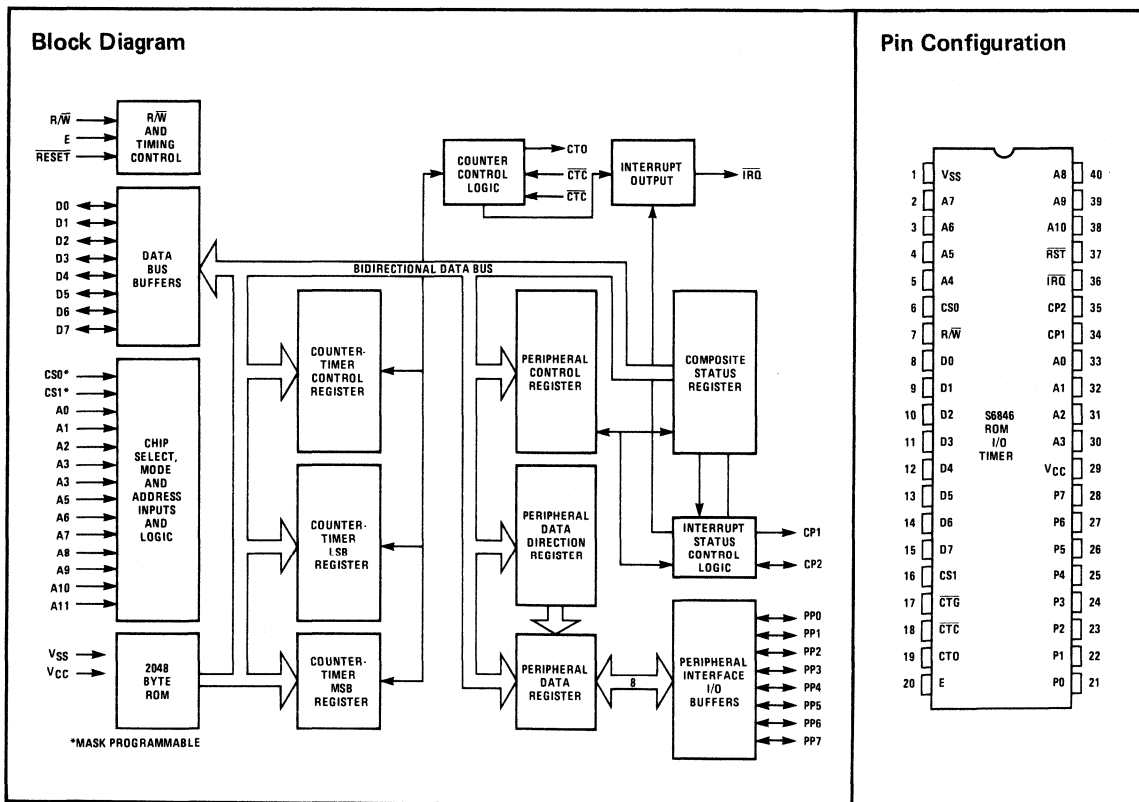 Block Diagram
R/W̅
E
R̅E̅S̅E̅T̅
R/W̅
AND
TIMING
CONTROL
D0
D1
D2
D3
D4
D5
D6
D7
DATA
BUS
BUFFERS
CS0*
CS1*
A0
A1
A2
A3
A3
A5
A6
A7
A8
A9
A10
A11
CHIP
SELECT,
MODE
AND
ADDRESS
INPUTS
AND
LOGIC
VSS
VCC
2048
BYTE
ROM
*MASK PROGRAMMABLE
COUNTER
CONTROL
LOGIC
CTO
C̅T̅C̅
C̅T̅C̅
INTERRUPT
OUTPUT
I̅R̅Q̅
BIDIRECTIONAL DATA BUS
COUNTER-
TIMER
CONTROL
REGISTER
COUNTER-
TIMER
LSB
REGISTER
COUNTER-
TIMER
MSB
REGISTER
PERIPHERAL
CONTROL
REGISTER
COMPOSITE
STATUS
REGISTER
PERIPHERAL
DATA
DIRECTION
REGISTER
INTERRUPT
STATUS
CONTROL
LOGIC
CP1
CP2
PERIPHERAL
DATA
REGISTER
8
PERIPHERAL
INTERFACE
I/O
BUFFERS
PP0
PP1
PP2
PP3
PP4
PP5
PP6
PP7
Pin Configuration
1 VSS A8 40
2 A7 A9 39
3 A6 A10 38
4 A5 R̅S̅T̅ 37
5 A4 I̅R̅Q̅ 36
6 CS0 CP2 35
7 R/W̅ CP1 34
8 D0 A0 33
9 D1 A1 32
10 D2 S6846 A2 31
ROM
11 D3 I/O A3 30
TIMER
12 D4 VCC 29
13 D5 P7 28
14 D6 P6 27
15 D7 P5 26
16 CS1 P4 25
17 C̅T̅G̅ P3 24
18 C̅T̅C̅ P2 23
19 CTO P1 22
20 E P0 21